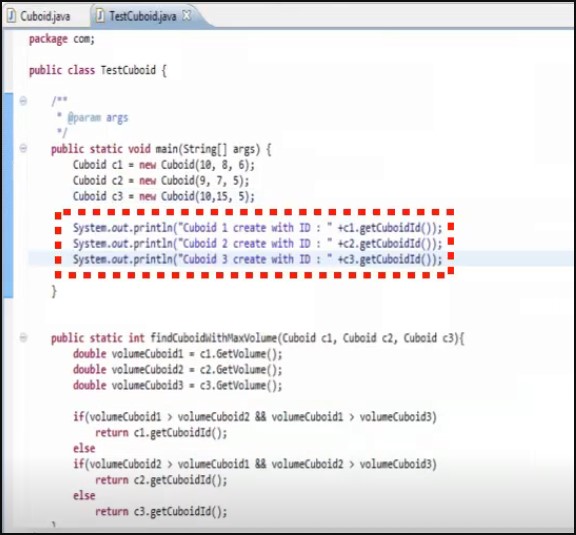 Cuboid.java TestCuboid.java
package com;
public class TestCuboid {
/**
* @param args
*/
public static void main(String[] args) {
Cuboid c1 = new Cuboid(10, 8, 6);
Cuboid c2 = new Cuboid(9, 7, 5);
Cuboid c3 = new Cuboid(10,15, 5);
System.out.println("Cuboid 1 create with ID : " +c1.getCuboidId());
System.out.println("Cuboid 2 create with ID : " +c2.getCuboidId());
System.out.println("Cuboid 3 create with ID : " +c3.getCuboidId());
}
public static int findCuboidWithMaxVolume(Cuboid c1, Cuboid c2, Cuboid c3){
double volumeCuboid1 = c1.GetVolume();
double volumeCuboid2 = c2.GetVolume();
double volumeCuboid3 = c3.GetVolume();
if(volumeCuboid1 > volumeCuboid2 && volumeCuboid1 > volumeCuboid3)
return c1.getCuboidId();
else
if(volumeCuboid2 > volumeCuboid1 && volumeCuboid2 > volumeCuboid3)
return c2.getCuboidId();
else
return c3.getCuboidId();
}